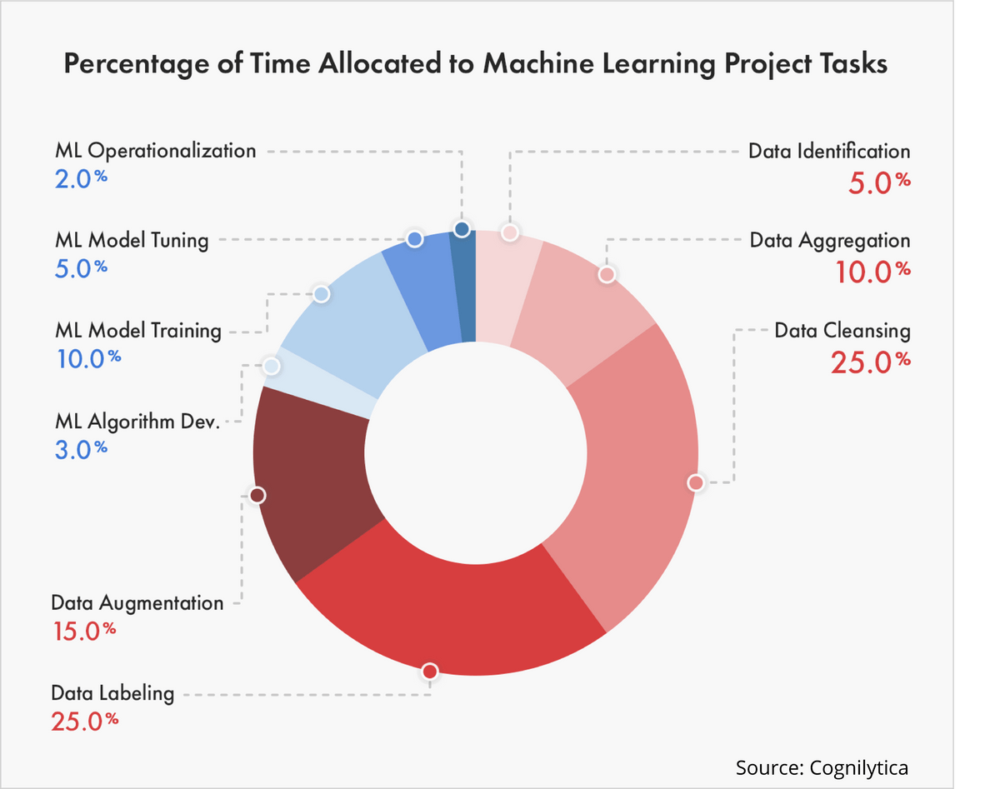 Percentage of Time Allocated to Machine Learning Project Tasks
ML Operationalization
2.0%
ML Model Tuning
5.0%
ML Model Training
10.0%
ML Algorithm Dev.
3.0%
Data Augmentation
15.0%
Data Labeling
25.0%
Data Identification
5.0%
Data Aggregation
10.0%
Data Cleansing
25.0%
Source: Cognilytica